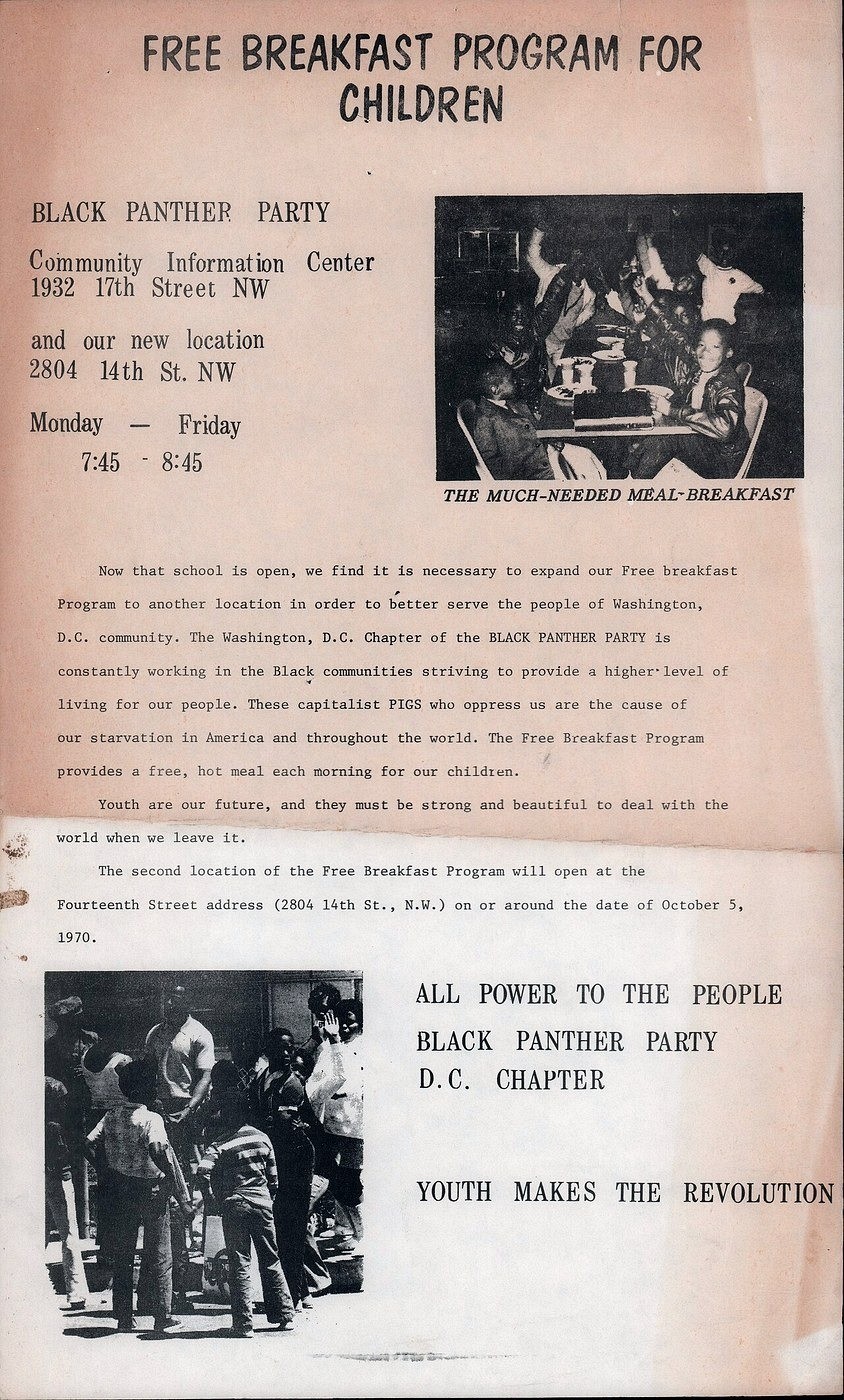 FREE BREAKFAST PROGRAM FOR
CHILDREN
BLACK PANTHER PARTY
Community Information Center
1932 17th Street NW
and our new location
2804 14th St. NW
Monday — Friday
7:45 - 8:45
THE MUCH-NEEDED MEAL-BREAKFAST
Now that school is open, we find it is necessary to expand our Free breakfast
Program to another location in order to better serve the people of Washington,
D.C. community. The Washington, D.C. Chapter of the BLACK PANTHER PARTY is
constantly working in the Black communities striving to provide a higher level of
living for our people. These capitalist PIGS who oppress us are the cause of
our starvation in America and throughout the world. The Free Breakfast Program
provides a free, hot meal each morning for our children.
Youth are our future, and they must be strong and beautiful to deal with the
world when we leave it.
The second location of the Free Breakfast Program will open at the
Fourteenth Street address (2804 14th St., N.W.) on or around the date of October 5,
1970.
ALL POWER TO THE PEOPLE
BLACK PANTHER PARTY
D.C. CHAPTER
YOUTH MAKES THE REVOLUTION